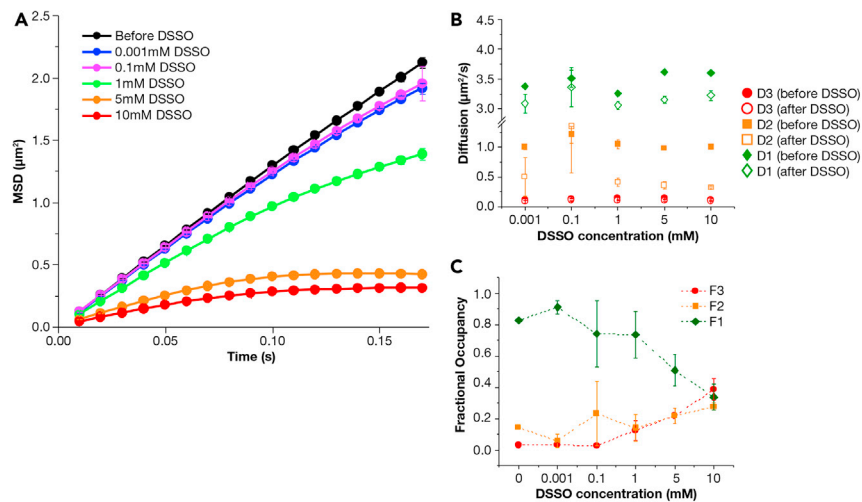 A
Before DSSO
0.001mM DSSO
0.1mM DSSO
1mM DSSO
5mM DSSO
10mM DSSO
MSD (μm²)
2.0
1.5
1.0
0.5
0.0
0.00
0.05
0.10
0.15
Time (s)
B
Diffusion (μm²/s)
4.5
4.0
3.5
3.0
1.0
0.5
0.0
0.001
0.1
1
5
10
DSSO concentration (mM)
D3 (before DSSO)
D3 (after DSSO)
D2 (before DSSO)
D2 (after DSSO)
D1 (before DSSO)
D1 (after DSSO)
C
Fractional Occupancy
1.0
0.8
0.6
0.4
0.2
0.0
F3
F2
F1
0
0.001
0.1
1
5
10
DSSO concentration (mM)